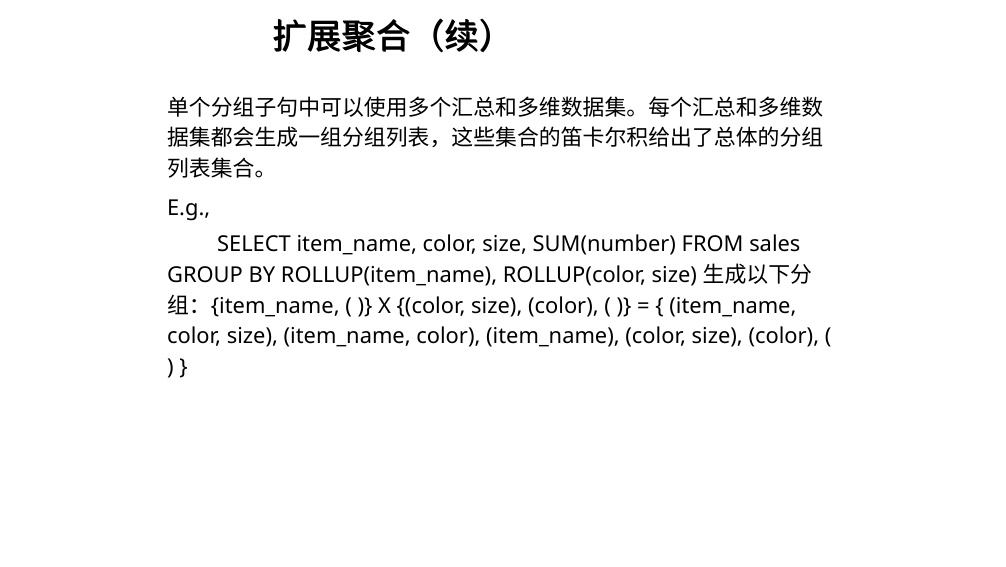 扩展聚合（续）
单个分组子句中可以使用多个汇总和多维数据集。每个汇总和多维数
据集都会生成一组分组列表，这些集合的笛卡尔积给出了总体的分组
列表集合。
E.g.,
SELECT item_name, color, size, SUM(number) FROM sales
GROUP BY ROLLUP(item_name), ROLLUP(color, size) 生成以下分
组：{item_name, ( )} X {(color, size), (color), ( )} = { (item_name,
color, size), (item_name, color), (item_name), (color, size), (color), (
) }